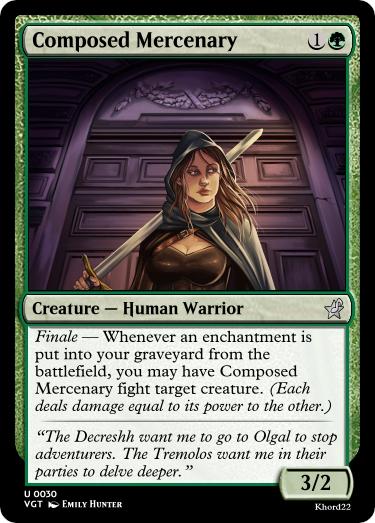 Composed Mercenary 1
Creature — Human Warrior
Finale — Whenever an enchantment is
put into your graveyard from the
battlefield, you may have Composed
Mercenary fight target creature. (Each
deals damage equal to its power to the other.)
“The Decreshh want me to go to Olgal to stop
adventurers. The Tremolos want me in their
parties to delve deeper.”
3/2
U 0030
VGT Emily Hunter
Khord22